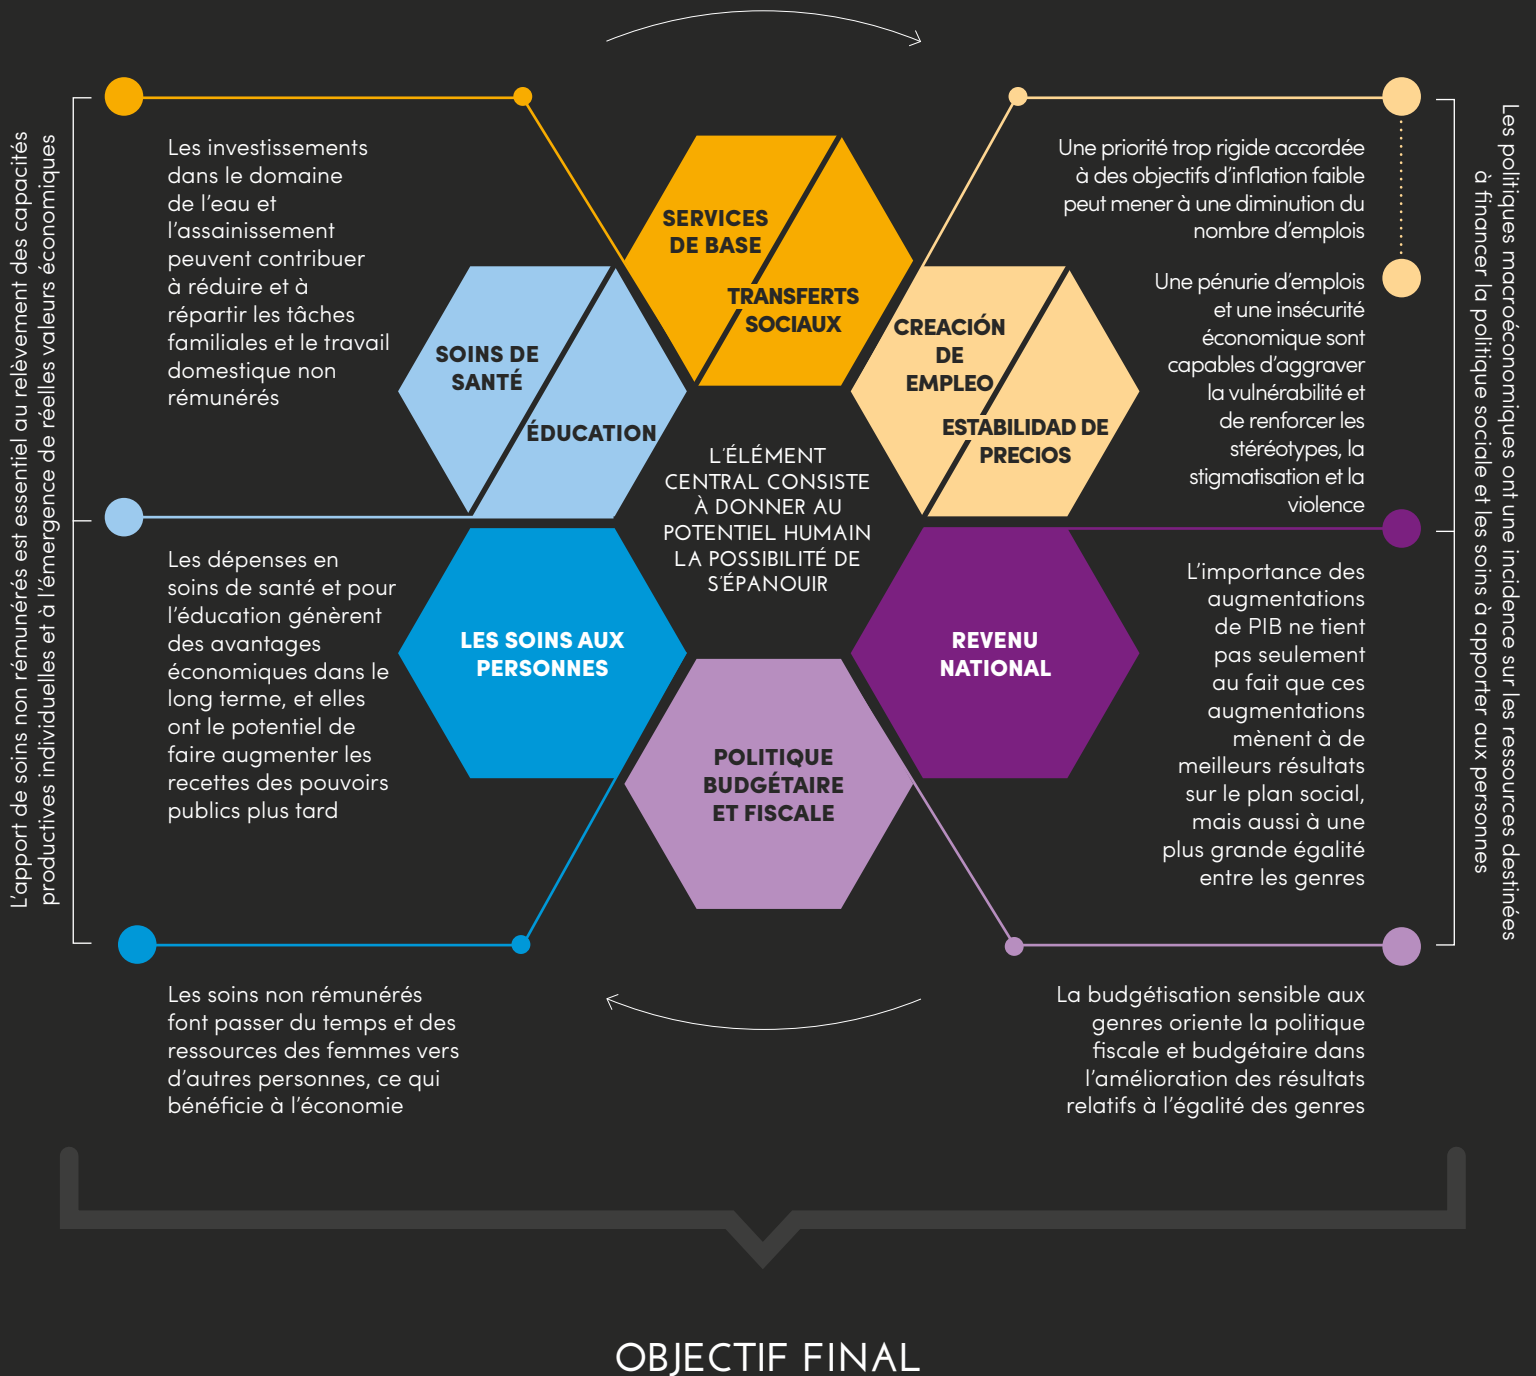 L'apport de soins non rémunérés est essentiel au relèvement des capacités
productives individuelles et à l'émergence de réelles valeurs économiques
Les investissements
dans le domaine
de l'eau et
l'assainissement
peuvent contribuer
à réduire et à
répartir les tâches
familiales et le travail
domestique non
rémunérés
Les dépenses en
soins de santé et pour
l'éducation génèrent
des avantages
économiques dans le
long terme, et elles
ont le potentiel de
faire augmenter les
recettes des pouvoirs
publics plus tard
Les soins non rémunérés
font passer du temps et des
ressources des femmes vers
d'autres personnes, ce qui
bénéficie à l'économie
SERVICES
DE BASE
TRANSFERTS
SOCIAUX
SOINS DE
SANTÉ
ÉDUCATION
CREACIÓN
DE
EMPLEO
ESTABILIDAD DE
PRECIOS
L'ÉLÉMENT
CENTRAL CONSISTE
À DONNER AU
POTENTIEL HUMAIN
LA POSSIBILITÉ DE
S'ÉPANOUIR
LES SOINS AUX
PERSONNES
REVENU
NATIONAL
POLITIQUE
BUDGÉTAIRE
ET FISCALE
Une priorité trop rigide accordée
à des objectifs d'inflation faible
peut mener à une diminution du
nombre d'emplois
Une pénurie d'emplois
et une insécurité
économique sont
capables d'aggraver
la vulnérabilité et
de renforcer les
stéréotypes, la
stigmatisation et la
violence
L'importance des
augmentations
de PIB ne tient
pas seulement
au fait que ces
augmentations
mènent à de
meilleurs résultats
sur le plan social,
mais aussi à une
plus grande égalité
entre les genres
La budgétisation sensible aux
genres oriente la politique
fiscale et budgétaire dans
l'amélioration des résultats
relatifs à l'égalité des genres
Les politiques macroéconomiques ont une incidence sur les ressources destinées
à financer la politique sociale et les soins à apporter aux personnes
OBJECTIF FINAL